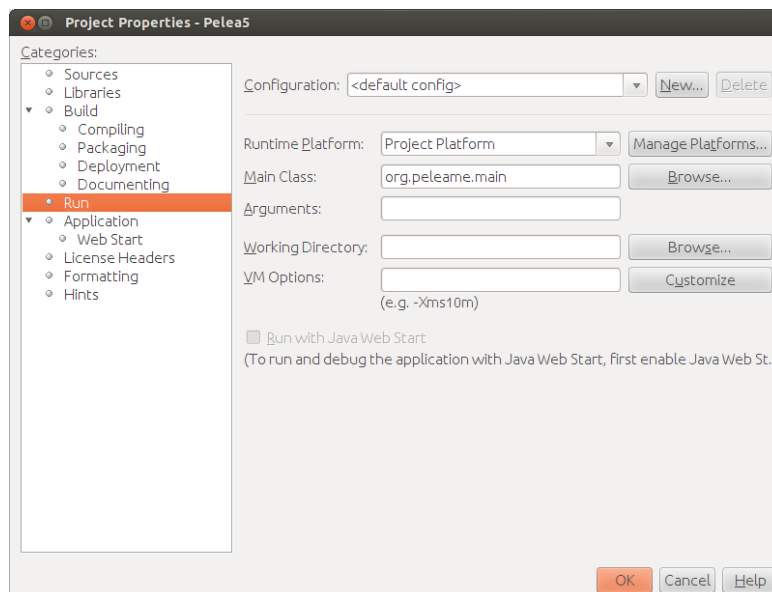 Project Properties - Pelea5
Categories:
Sources
Libraries
Build
Compiling
Packaging
Deployment
Documenting
Run
Application
Web Start
License Headers
Formatting
Hints
Configuration: <default config> New... Delete
Runtime Platform: Project Platform Manage Platforms...
Main Class: org.peleame.main Browse...
Arguments:
Working Directory: Browse...
VM Options: Customize
(e.g. -Xms10m)
Run with Java Web Start
(To run and debug the application with Java Web Start, first enable Java Web St...
OK Cancel Help